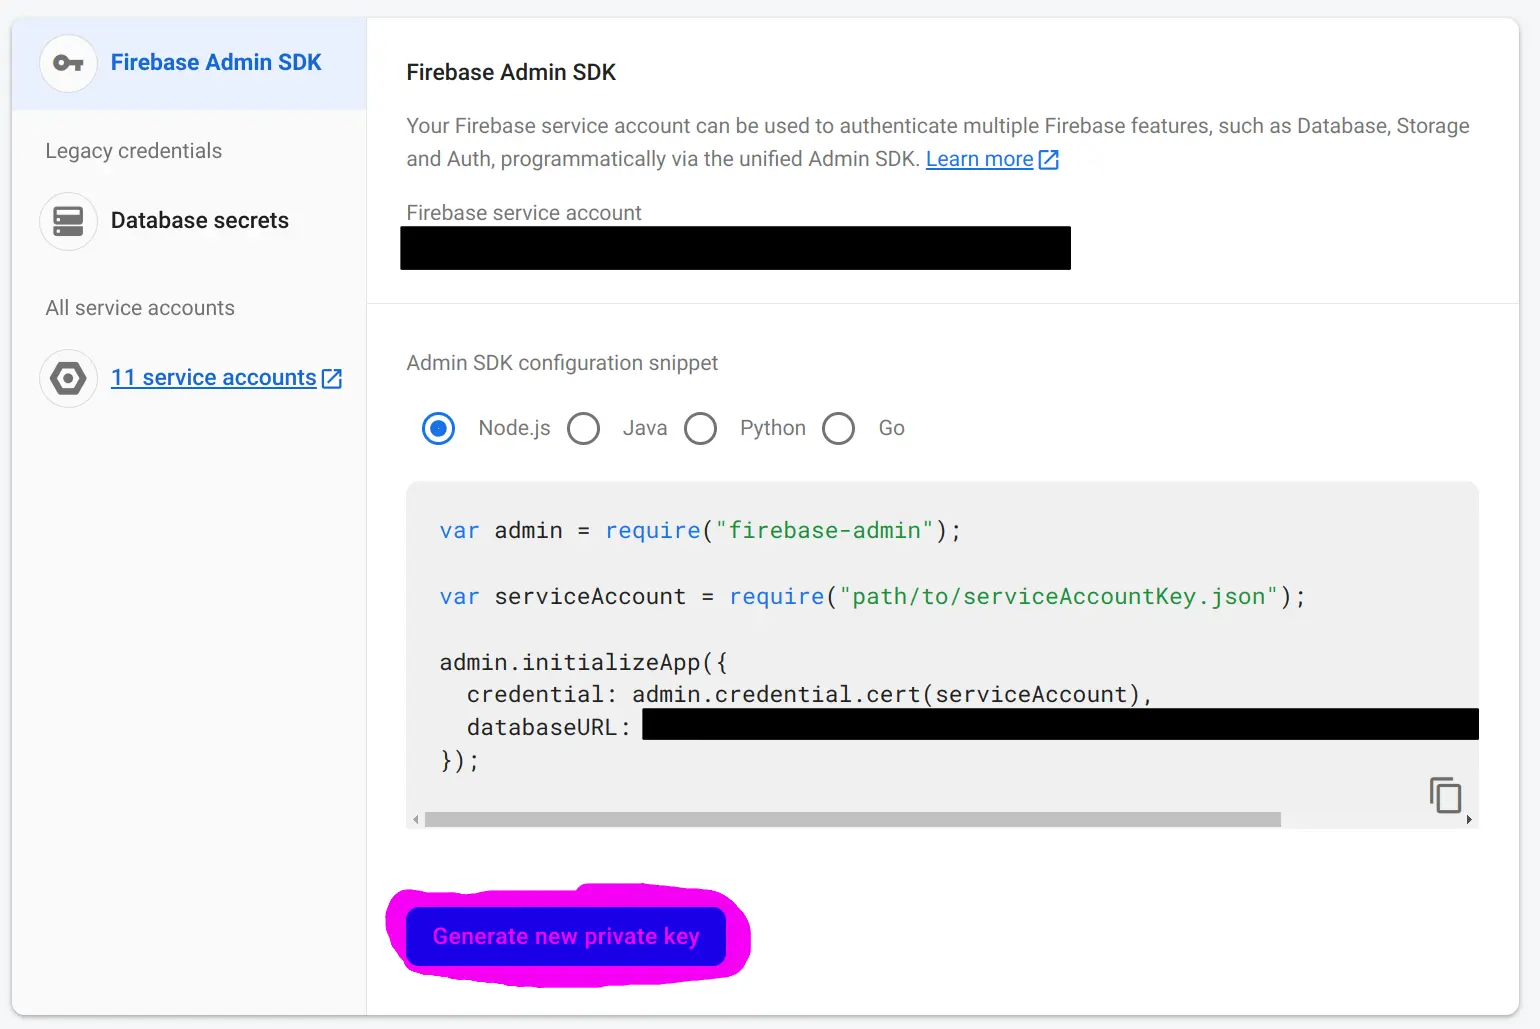 Firebase Admin SDK
Legacy credentials
Database secrets
All service accounts
11 service accounts
Firebase Admin SDK
Your Firebase service account can be used to authenticate multiple Firebase features, such as Database, Storage
and Auth, programmatically via the unified Admin SDK. Learn more
Firebase service account
Admin SDK configuration snippet
Node.js Java Python Go
var admin = require("firebase-admin");
var serviceAccount = require("path/to/serviceAccountKey.json");
admin.initializeApp({
  credential: admin.credential.cert(serviceAccount),
  databaseURL:
});
Generate new private key